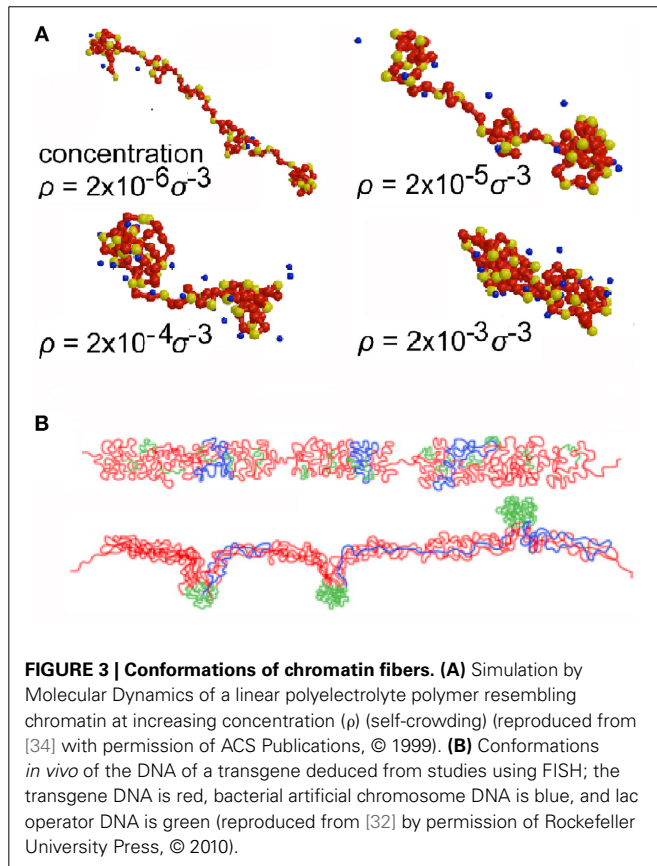 A
concentration
ρ = 2x10⁻⁶σ⁻³
ρ = 2x10⁻⁵σ⁻³
ρ = 2x10⁻⁴σ⁻³
ρ = 2x10⁻³σ⁻³
B
FIGURE 3 | Conformations of chromatin fibers. (A) Simulation by
Molecular Dynamics of a linear polyelectrolyte polymer resembling
chromatin at increasing concentration (ρ) (self-crowding) (reproduced from
[34] with permission of ACS Publications, © 1999). (B) Conformations
in vivo of the DNA of a transgene deduced from studies using FISH; the
transgene DNA is red, bacterial artificial chromosome DNA is blue, and lac
operator DNA is green (reproduced from [32] by permission of Rockefeller
University Press, © 2010).